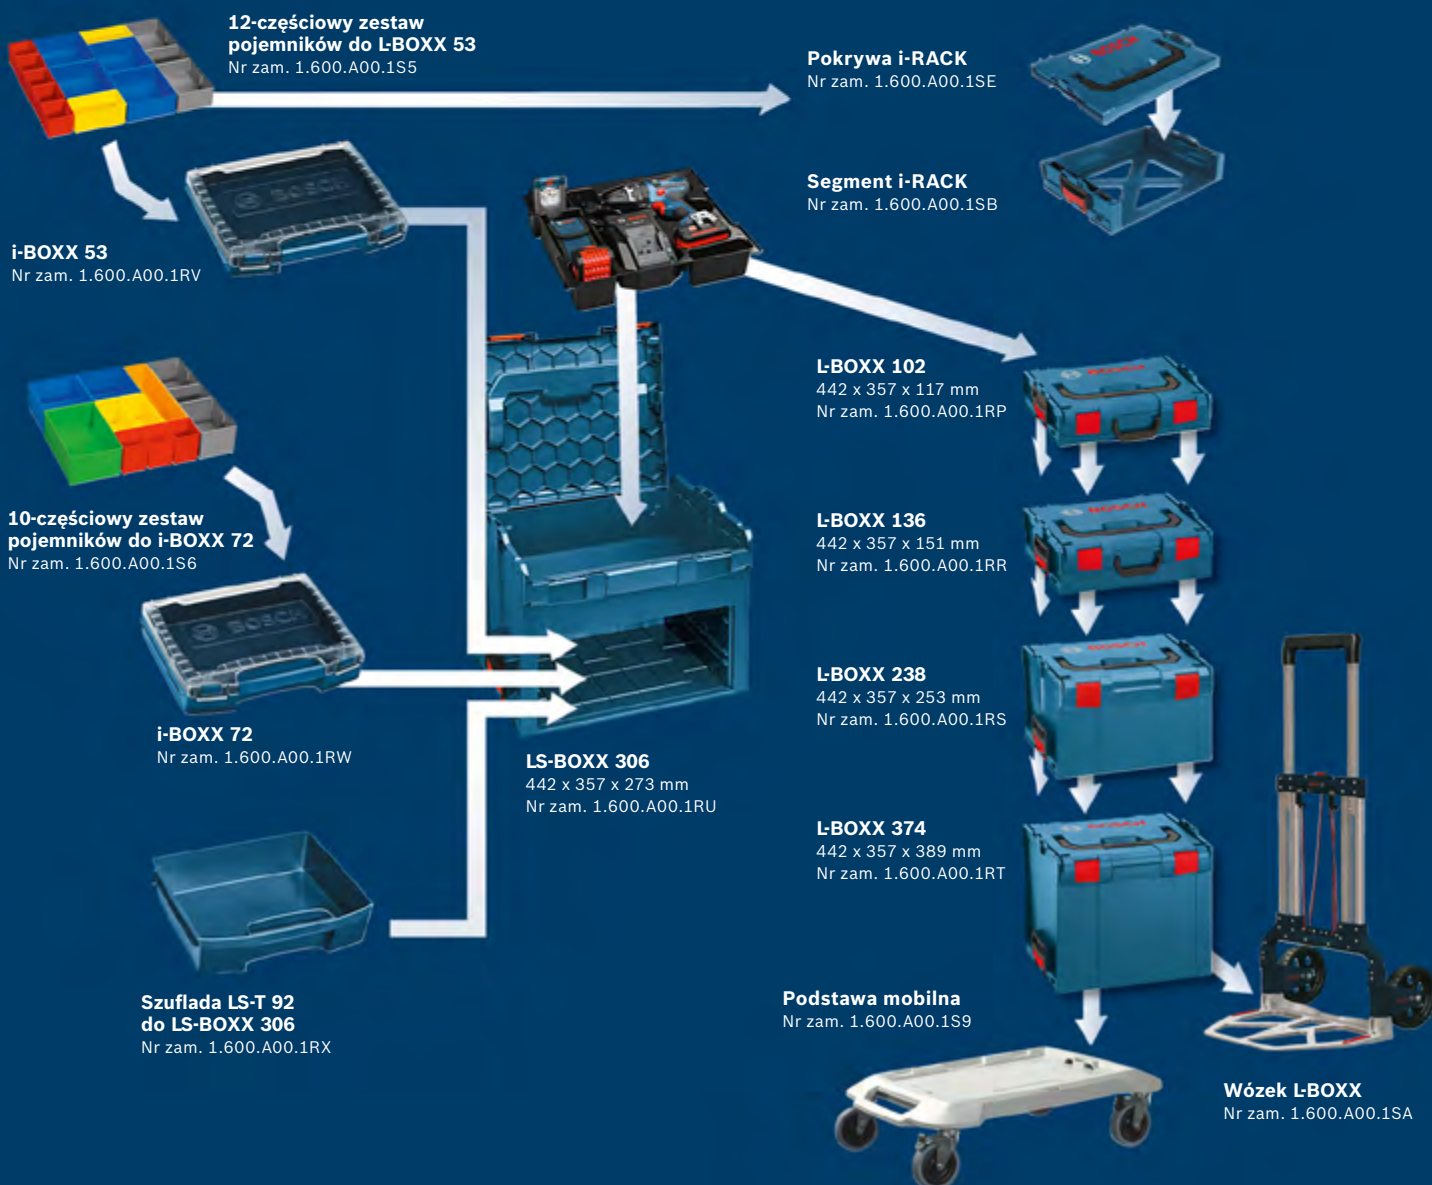 12-częściowy zestaw
pojemników do L-BOXX 53
Nr zam. 1.600.A00.1S5
Pokrywa i-RACK
Nr zam. 1.600.A00.1SE
BOSCH
Segment i-RACK
Nr zam. 1.600.A00.1SB
BOSCH
i-BOXX 53
Nr zam. 1.600.A00.1RV
L-BOXX 102
442 x 357 x 117 mm
Nr zam. 1.600.A00.1RP
BOSCH
10-częściowy zestaw
pojemników do i-BOXX 72
Nr zam. 1.600.A00.1S6
L-BOXX 136
442 x 357 x 151 mm
Nr zam. 1.600.A00.1RR
BOSCH
BOSCH
i-BOXX 72
Nr zam. 1.600.A00.1RW
L-BOXX 238
442 x 357 x 253 mm
Nr zam. 1.600.A00.1RS
BOSCH
LS-BOXX 306
442 x 357 x 273 mm
Nr zam. 1.600.A00.1RU
L-BOXX 374
442 x 357 x 389 mm
Nr zam. 1.600.A00.1RT
BOSCH
Szuflada LS-T 92
do LS-BOXX 306
Nr zam. 1.600.A00.1RX
Podstawa mobilna
Nr zam. 1.600.A00.1S9
Wózek L-BOXX
Nr zam. 1.600.A00.1SA